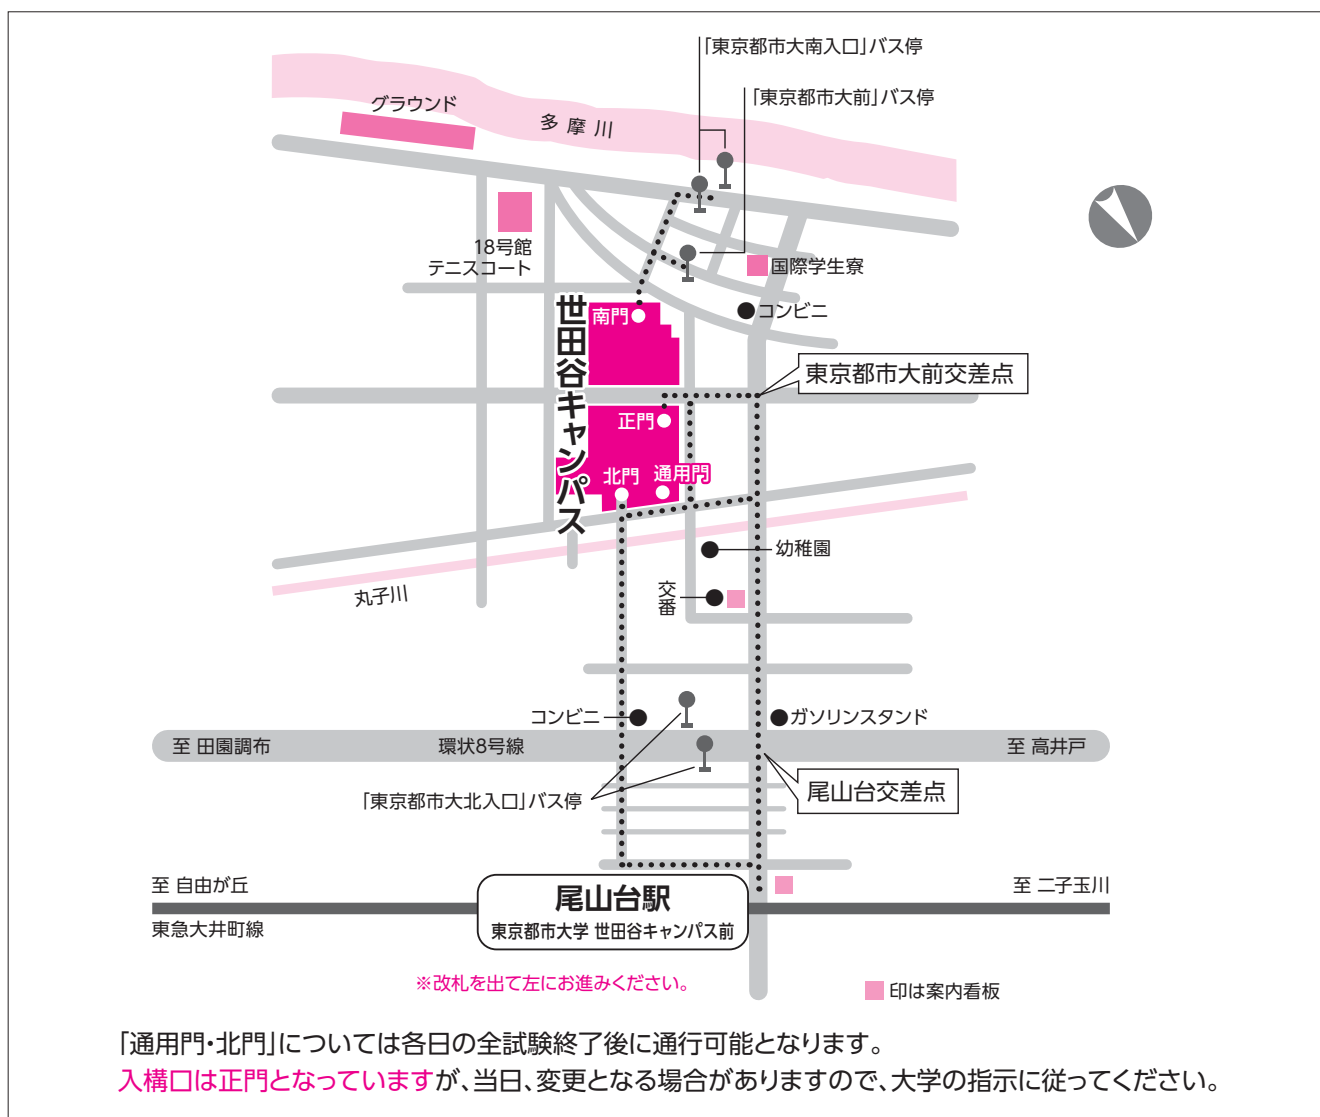 「東京都市大南入口」バス停
「東京都市大前」バス停
グラウンド
多摩川
18号館
テニスコート
国際学生寮
コンビニ
世田谷キャンパス
南門
東京都市大前交差点
正門
北門
通用門
幼稚園
交番
丸子川
コンビニ
ガソリンスタンド
至 田園調布
環状8号線
至 高井戸
尾山台交差点
「東京都市大北入口」バス停
至 自由が丘
至 二子玉川
東急大井町線
尾山台駅
東京都市大学 世田谷キャンパス前
※改札を出て左にお進みください。
印は案内看板
「通用門・北門」については各日の全試験終了後に通行可能となります。
入構口は正門となっていますが、当日、変更となる場合がありますので、大学の指示に従ってください。